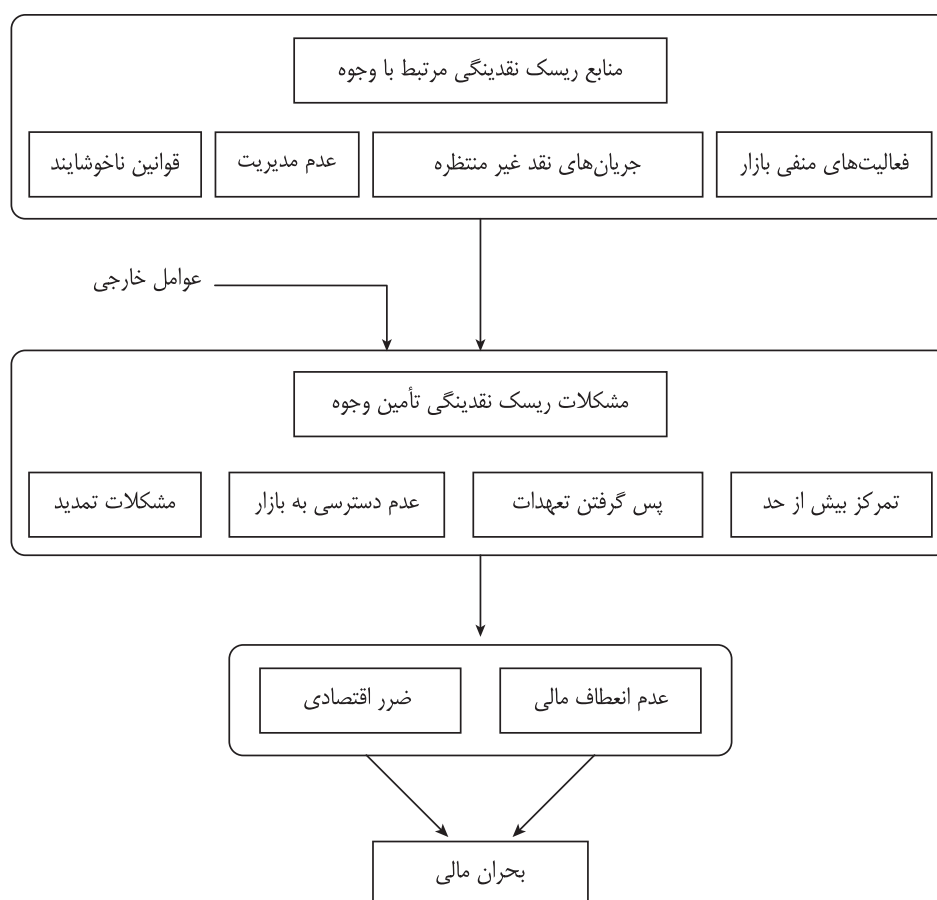 منابع ریسک نقدینگی مرتبط با وجوه
فعالیت‌های منفی بازار
جریان‌های نقد غیر منتظره
عدم مدیریت
قوانین ناخوشایند
عوامل خارجی
مشکلات ریسک نقدینگی تأمین وجوه
تمرکز بیش از حد
پس گرفتن تعهدات
عدم دسترسی به بازار
مشکلات تمدید
عدم انعطاف مالی
ضرر اقتصادی
بحران مالی